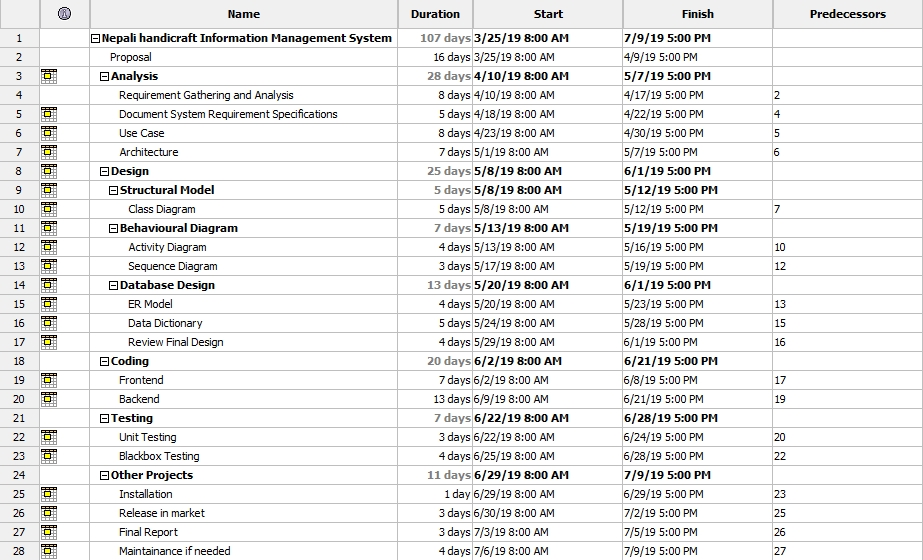 Name Duration Start Finish Predecessors
1 Nepali handicraft Information Management System 107 days 3/25/19 8:00 AM 7/9/19 5:00 PM
2 Proposal 16 days 3/25/19 8:00 AM 4/9/19 5:00 PM
3 Analysis 28 days 4/10/19 8:00 AM 5/7/19 5:00 PM
4 Requirement Gathering and Analysis 8 days 4/10/19 8:00 AM 4/17/19 5:00 PM 2
5 Document System Requirement Specifications 5 days 4/18/19 8:00 AM 4/22/19 5:00 PM 4
6 Use Case 8 days 4/23/19 8:00 AM 4/30/19 5:00 PM 5
7 Architecture 7 days 5/1/19 8:00 AM 5/7/19 5:00 PM 6
8 Design 25 days 5/8/19 8:00 AM 6/1/19 5:00 PM
9 Structural Model 5 days 5/8/19 8:00 AM 5/12/19 5:00 PM
10 Class Diagram 5 days 5/8/19 8:00 AM 5/12/19 5:00 PM 7
11 Behavioural Diagram 7 days 5/13/19 8:00 AM 5/19/19 5:00 PM
12 Activity Diagram 4 days 5/13/19 8:00 AM 5/16/19 5:00 PM 10
13 Sequence Diagram 3 days 5/17/19 8:00 AM 5/19/19 5:00 PM 12
14 Database Design 13 days 5/20/19 8:00 AM 6/1/19 5:00 PM
15 ER Model 4 days 5/20/19 8:00 AM 5/23/19 5:00 PM 13
16 Data Dictionary 5 days 5/24/19 8:00 AM 5/28/19 5:00 PM 15
17 Review Final Design 4 days 5/29/19 8:00 AM 6/1/19 5:00 PM 16
18 Coding 20 days 6/2/19 8:00 AM 6/21/19 5:00 PM
19 Frontend 7 days 6/2/19 8:00 AM 6/8/19 5:00 PM 17
20 Backend 13 days 6/9/19 8:00 AM 6/21/19 5:00 PM 19
21 Testing 7 days 6/22/19 8:00 AM 6/28/19 5:00 PM
22 Unit Testing 3 days 6/22/19 8:00 AM 6/24/19 5:00 PM 20
23 Blackbox Testing 4 days 6/25/19 8:00 AM 6/28/19 5:00 PM 22
24 Other Projects 11 days 6/29/19 8:00 AM 7/9/19 5:00 PM
25 Installation 1 day 6/29/19 8:00 AM 6/29/19 5:00 PM 23
26 Release in market 3 days 6/30/19 8:00 AM 7/2/19 5:00 PM 25
27 Final Report 3 days 7/3/19 8:00 AM 7/5/19 5:00 PM 26
28 Maintainance if needed 4 days 7/6/19 8:00 AM 7/9/19 5:00 PM 27